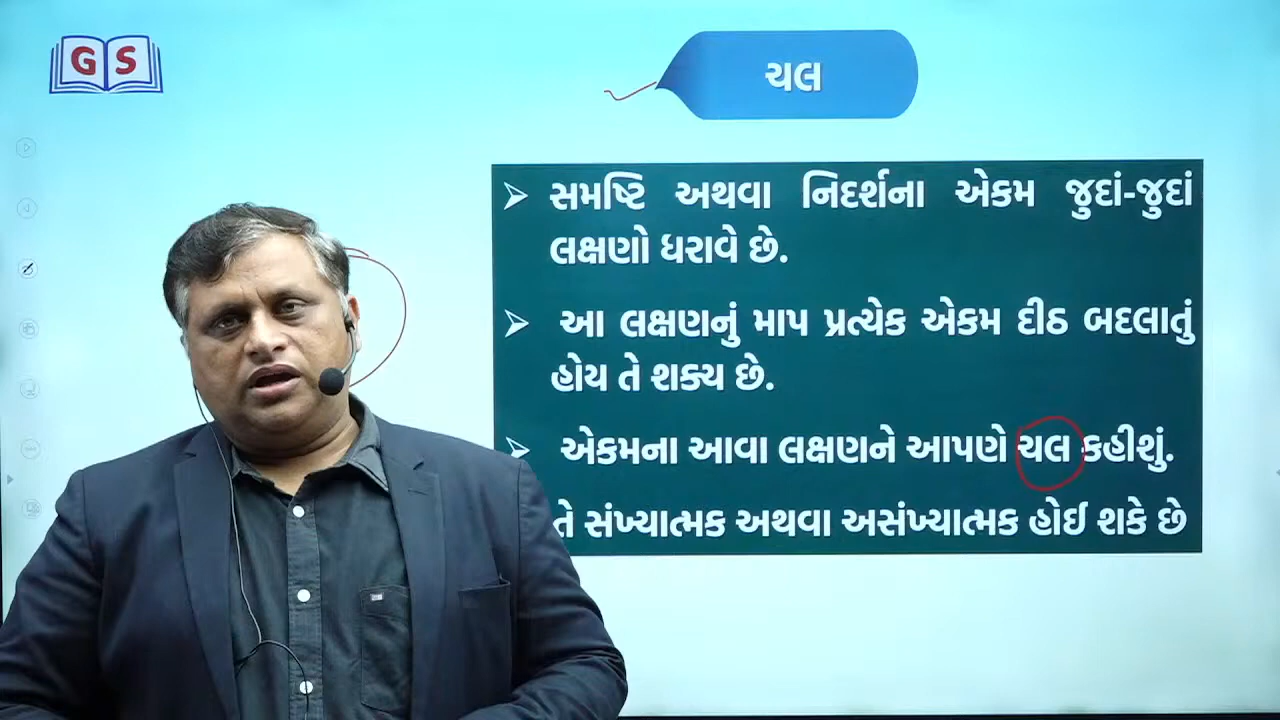 GS
ચલ
સમષ્ટિ અથવા નિદર્શના એકમ જુદાં-જુદાં
લક્ષણો ધરાવે છે.
આ લક્ષણનું માપ પ્રત્યેક એકમ દીઠ બદલાતું
હોય તે શક્ય છે.
એકમના આવા લક્ષણને આપણે ચલ કહીશું.
તે સંખ્યાત્મક અથવા અસંખ્યાત્મક હોઈ શકે છે